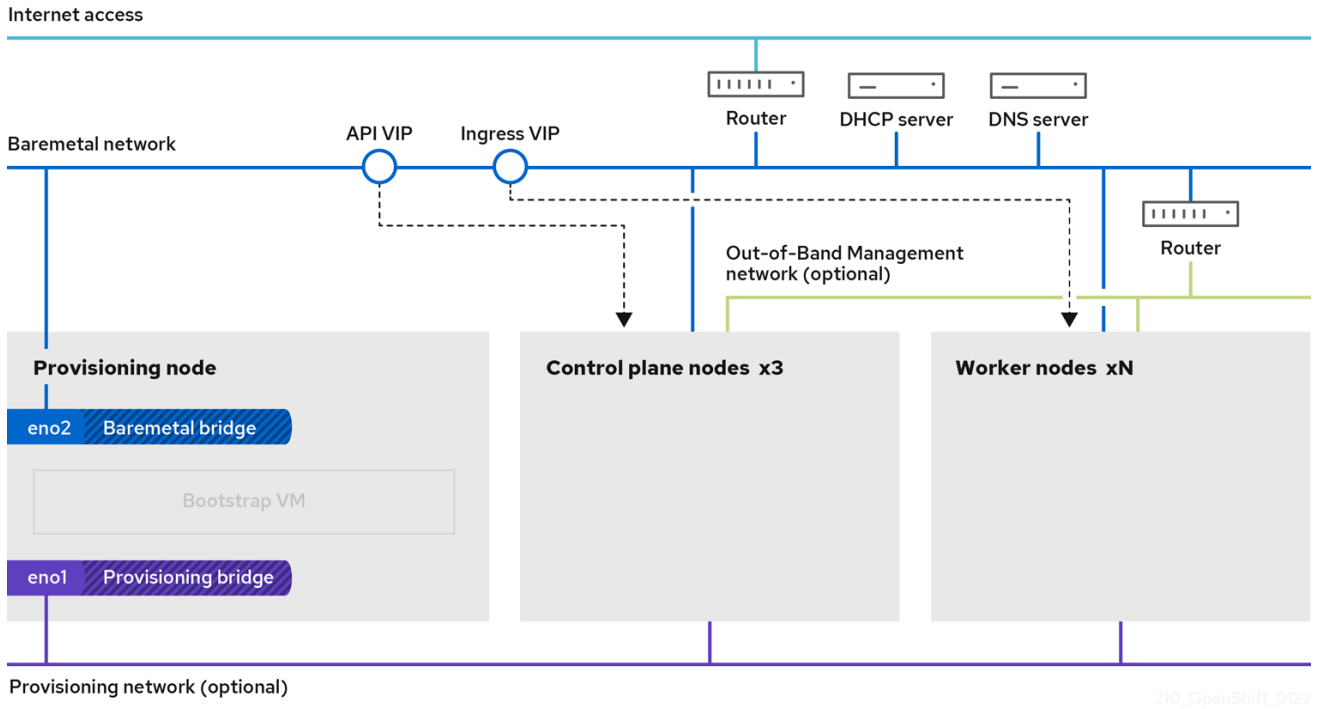 Internet access
Router
DHCP server
DNS server
API VIP
Ingress VIP
Baremetal network
Router
Out-of-Band Management
network (optional)
Provisioning node
Control plane nodes x3
Worker nodes xN
eno2
Baremetal bridge
Bootstrap VM
eno1
Provisioning bridge
Provisioning network (optional)
210_OpenShift_0122